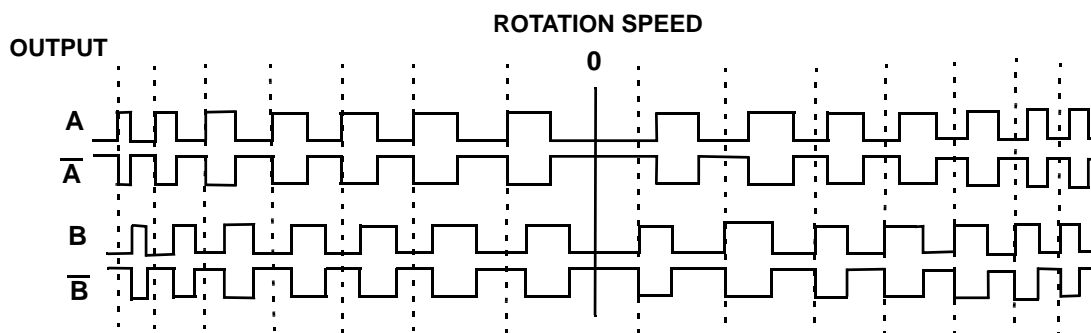 ROTATION SPEED
OUTPUT
0
A
A̅
B
B̅